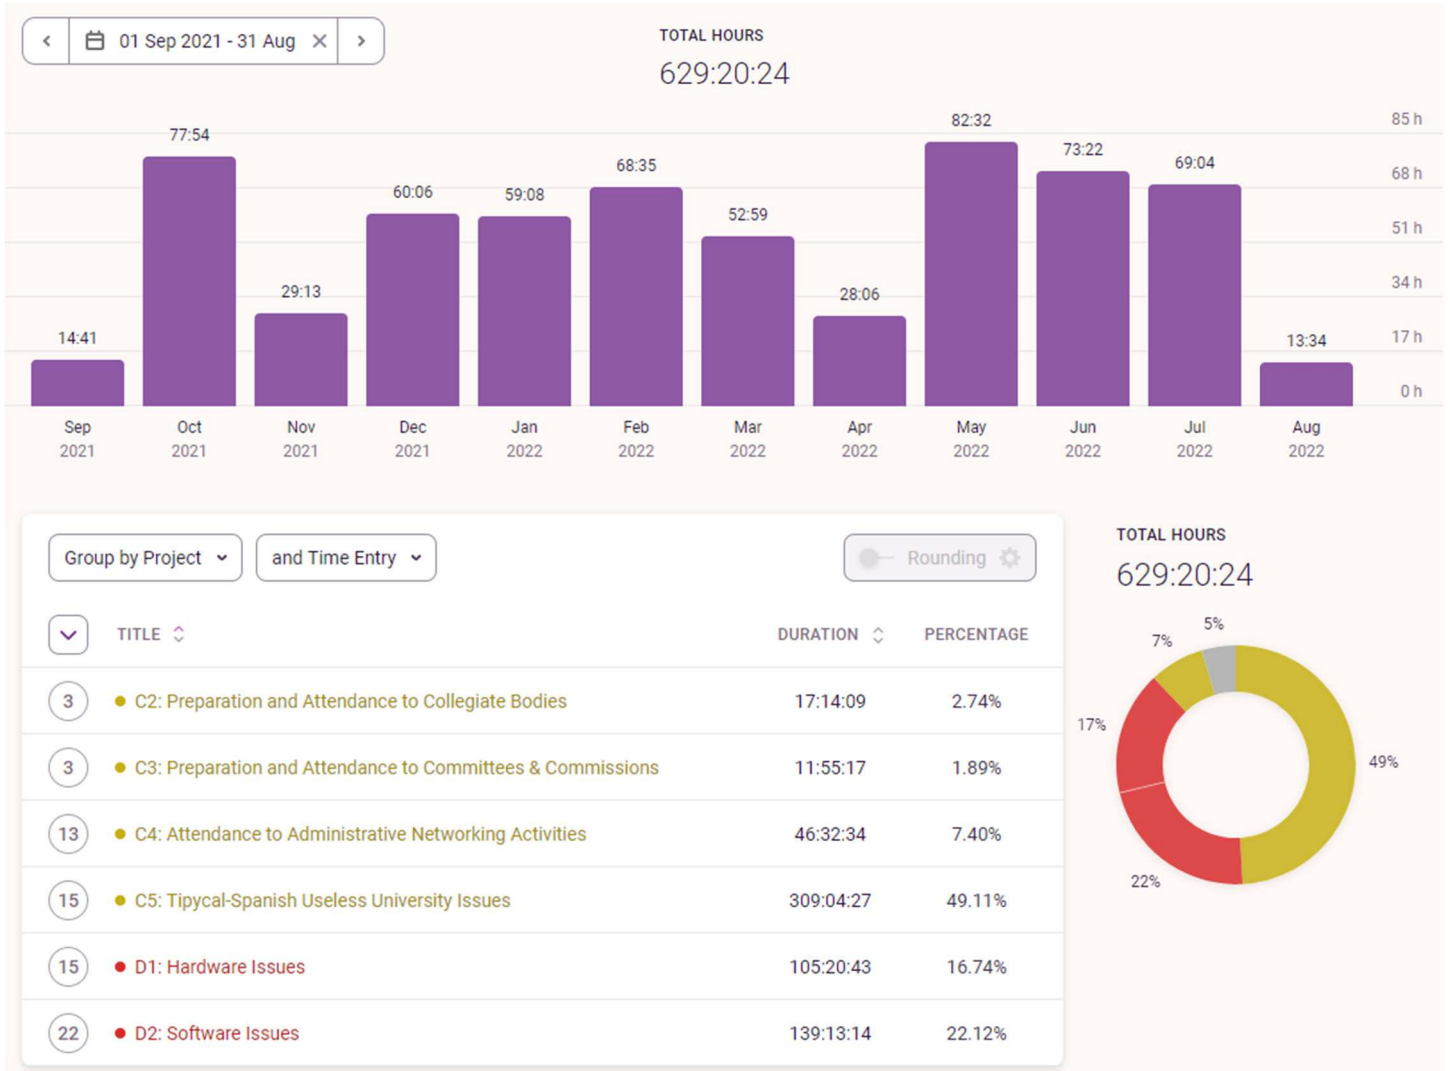 01 Sep 2021 - 31 Aug
TOTAL HOURS
629:20:24
85 h
68 h
51 h
34 h
17 h
0 h
14:41
77:54
29:13
60:06
59:08
68:35
52:59
28:06
82:32
73:22
69:04
13:34
Sep Oct Nov Dec Jan Feb Mar Apr May Jun Jul Aug
2021 2021 2021 2021 2022 2022 2022 2022 2022 2022 2022 2022
Group by Project and Time Entry Rounding
TITLE DURATION PERCENTAGE
3 C2: Preparation and Attendance to Collegiate Bodies 17:14:09 2.74%
3 C3: Preparation and Attendance to Committees & Commissions 11:55:17 1.89%
13 C4: Attendance to Administrative Networking Activities 46:32:34 7.40%
15 C5: Tipycal-Spanish Useless University Issues 309:04:27 49.11%
15 D1: Hardware Issues 105:20:43 16.74%
22 D2: Software Issues 139:13:14 22.12%
TOTAL HOURS
629:20:24
5%
7%
17%
49%
22%